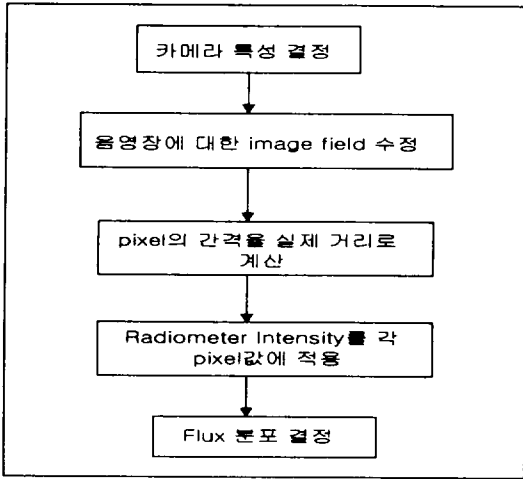 카메라 특성 결정
음영장에 대한 image field 수정
pixel의 간격을 실제 거리로
계산
Radiometer Intensity를 각
pixel값에 적용
Flux 분포 결정